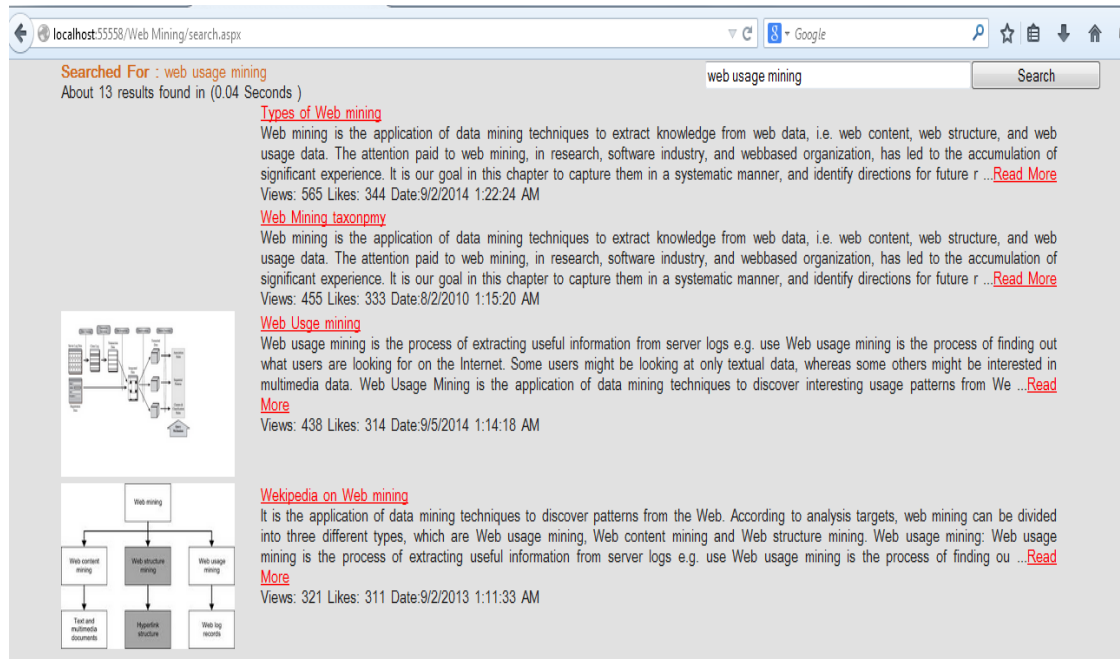 localhost:55558/Web Mining/search.aspx
Google
Searched For : web usage mining
web usage mining
Search
About 13 results found in (0.04 Seconds )
Types of Web mining
Web mining is the application of data mining techniques to extract knowledge from web data, i.e. web content, web structure, and web
usage data. The attention paid to web mining, in research, software industry, and webbased organization, has led to the accumulation of
significant experience. It is our goal in this chapter to capture them in a systematic manner, and identify directions for future r ...Read More
Views: 565 Likes: 344 Date:9/2/2014 1:22:24 AM
Web Mining taxonpmy
Web mining is the application of data mining techniques to extract knowledge from web data, i.e. web content, web structure, and web
usage data. The attention paid to web mining, in research, software industry, and webbased organization, has led to the accumulation of
significant experience. It is our goal in this chapter to capture them in a systematic manner, and identify directions for future r ...Read More
Views: 455 Likes: 333 Date:8/2/2010 1:15:20 AM
Web Usge mining
Web usage mining is the process of extracting useful information from server logs e.g. use Web usage mining is the process of finding out
what users are looking for on the Internet. Some users might be looking at only textual data, whereas some others might be interested in
multimedia data. Web Usage Mining is the application of data mining techniques to discover interesting usage patterns from We ...Read
More
Views: 438 Likes: 314 Date:9/5/2014 1:14:18 AM
Wekipedia on Web mining
It is the application of data mining techniques to discover patterns from the Web. According to analysis targets, web mining can be divided
into three different types, which are Web usage mining, Web content mining and Web structure mining. Web usage mining: Web usage
mining is the process of extracting useful information from server logs e.g. use Web usage mining is the process of finding ou ...Read
More
Views: 321 Likes: 311 Date:9/2/2013 1:11:33 AM
Web mining
Web content
mining
Web structure
mining
Web usage
mining
Text and
multimedia
documents
Hyperlink
structure
Web log
records